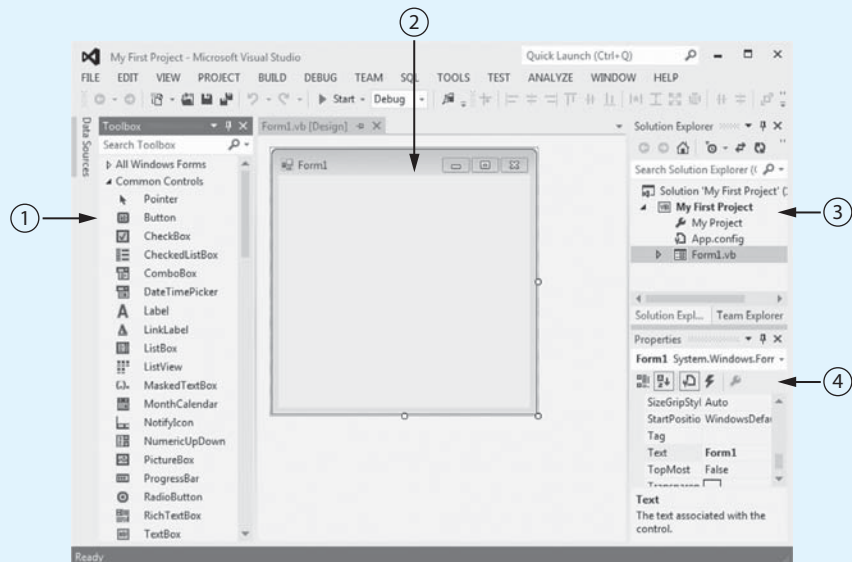 2
My First Project - Microsoft Visual Studio
Quick Launch (Ctrl+Q)
FILE EDIT VIEW PROJECT BUILD DEBUG TEAM SQL TOOLS TEST ANALYZE WINDOW HELP
Start - Debug
Data Sources
Toolbox
Search Toolbox
All Windows Forms
Common Controls
Pointer
1
Button
CheckBox
CheckedListBox
ComboBox
DateTimePicker
Label
LinkLabel
ListBox
ListView
MaskedTextBox
MonthCalendar
NotifyIcon
NumericUpDown
PictureBox
ProgressBar
RadioButton
RichTextBox
TextBox
Form1.vb [Design]
Form1
Solution Explorer
Search Solution Explorer (
Solution 'My First Project' (
My First Project
3
My Project
App.config
Form1.vb
Solution Expl... Team Explorer
Properties
Form1 System.Windows.Forr
4
SizeGripStyl Auto
StartPositio WindowsDefau
Tag
Text Form1
TopMost False
Text
The text associated with the
control.
Ready